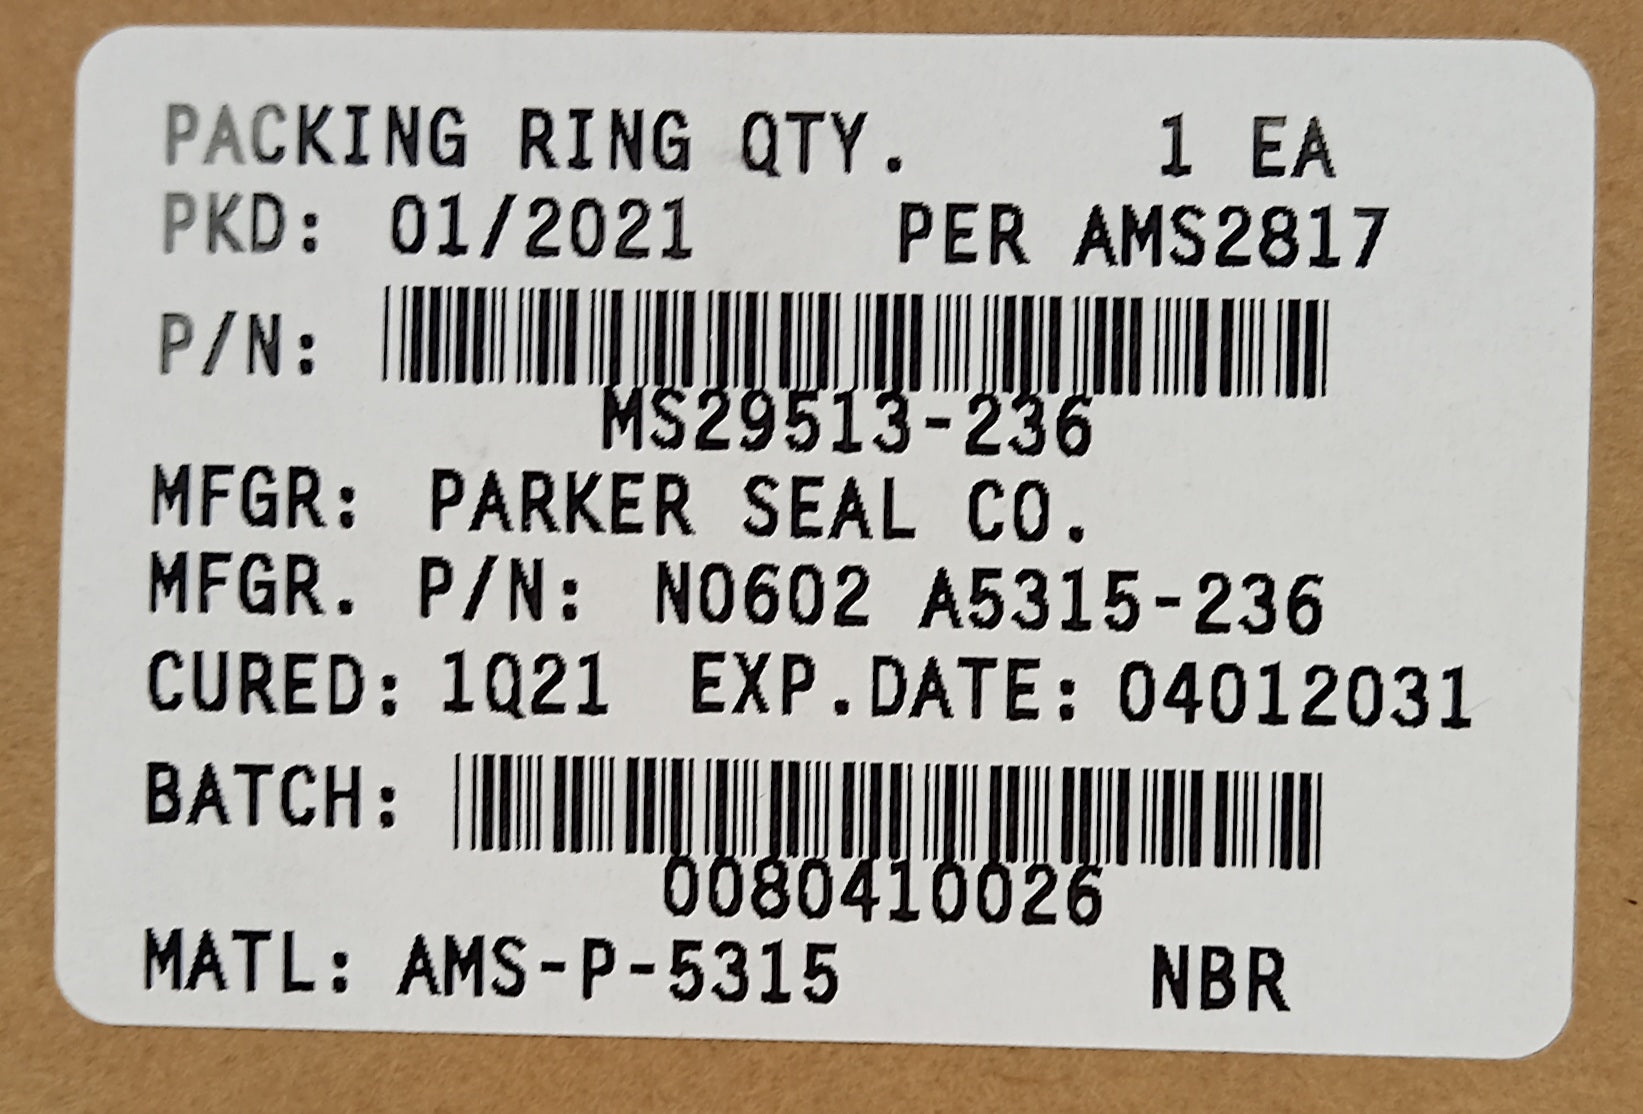 PACKING RING QTY. 1 EA
PKD: 01/2021 PER AMS2817
P/N:
MS29513-236
MFGR: PARKER SEAL CO.
MFGR. P/N: N0602 A5315-236
CURED: 1Q21 EXP.DATE: 04012031
BATCH:
0080410026
MATL: AMS-P-5315 NBR